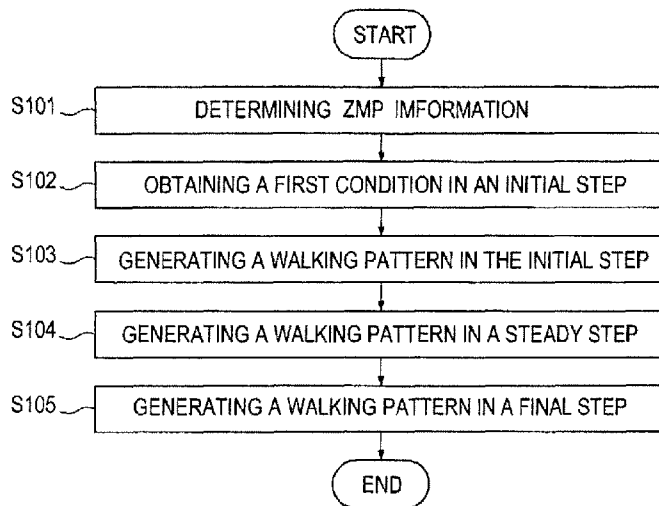 START
S101 DETERMINING ZMP IMFORMATION
S102 OBTAINING A FIRST CONDITION IN AN INITIAL STEP
S103 GENERATING A WALKING PATTERN IN THE INITIAL STEP
S104 GENERATING A WALKING PATTERN IN A STEADY STEP
S105 GENERATING A WALKING PATTERN IN A FINAL STEP
END